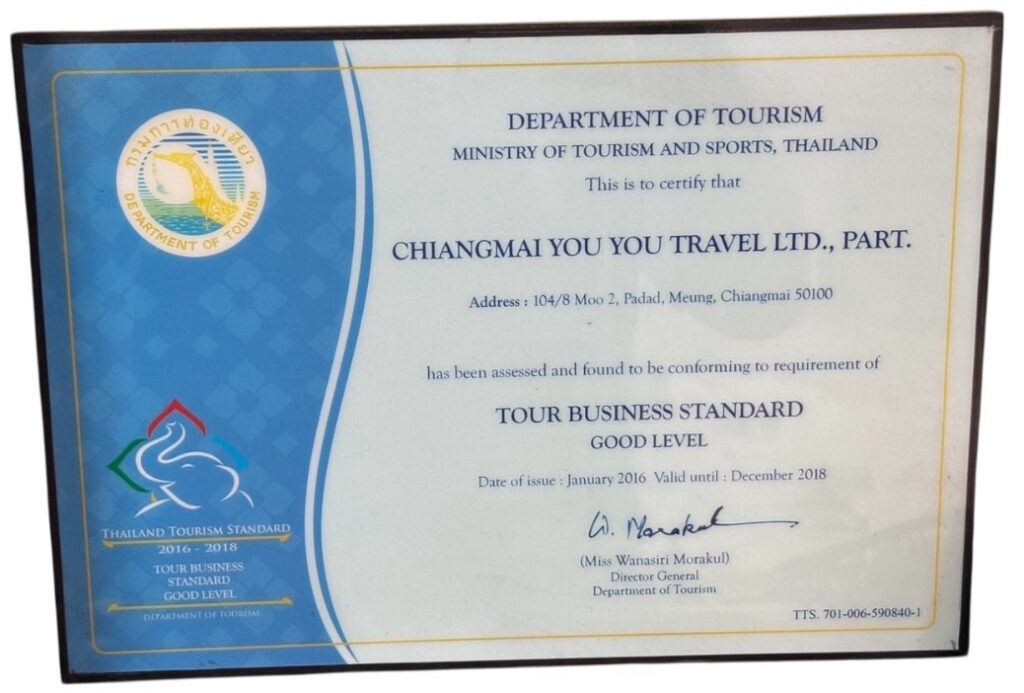 กรมการท่องเที่ยว
DEPARTMENT OF TOURISM
THAILAND TOURISM STANDARD
2016 - 2018
TOUR BUSINESS
STANDARD
GOOD LEVEL
DEPARTMENT OF TOURISM
DEPARTMENT OF TOURISM
MINISTRY OF TOURISM AND SPORTS, THAILAND
This is to certify that
CHIANGMAI YOU YOU TRAVEL LTD., PART.
Address : 104/8 Moo 2, Padad, Meung, Chiangmai 50100
has been assessed and found to be conforming to requirement of
TOUR BUSINESS STANDARD
GOOD LEVEL
Date of issue : January 2016 Valid until : December 2018
W. Morakul
(Miss Wanasiri Morakul)
Director General
Department of Tourism
TTS. 701-006-590840-1